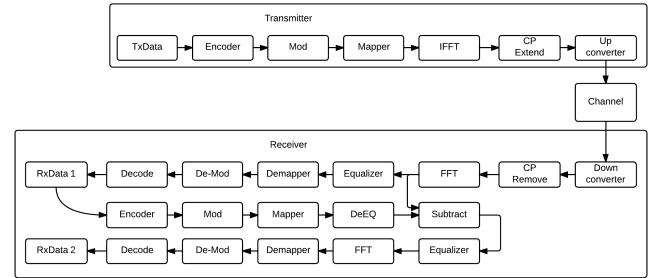 Transmitter
TxData
Encoder
Mod
Mapper
IFFT
CP
Extend
Up
converter
Channel
Receiver
RxData 1
Decode
De-Mod
Demapper
Equalizer
FFT
CP
Remove
Down
converter
Encoder
Mod
Mapper
DeEQ
Subtract
RxData 2
Decode
De-Mod
Demapper
FFT
Equalizer